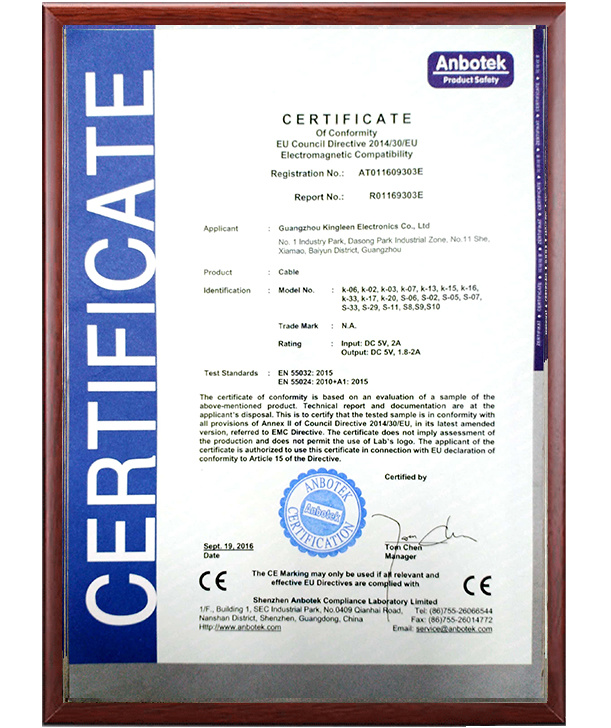 CERTIFICATE
Anbotek
Product Safety
CERTIFICATE
Of Conformity
EU Council Directive 2014/30/EU
Electromagnetic Compatibility
Registration No.: AT011609303E
Report No.: R01169303E
Applicant : Guangzhou Kingleen Electronics Co., Ltd
No. 1 Industry Park, Dasong Park Industrial Zone, No.11 She,
Xiamao, Baiyun District, Guangzhou
Product : Cable
Identification : Model No. : k-06, k-02, k-03, k-07, k-13, k-15, k-16,
k-33, k-17, k-20, S-06, S-02, S-05, S-07,
S-33, S-29, S-11, S8,S9,S10
Trade Mark : N.A.
Rating : Input: DC 5V, 2A
Output: DC 5V, 1.8-2A
Test Standards : EN 55032: 2015
EN 55024: 2010+A1: 2015
The certificate of conformity is based on an evaluation of a sample of the
above-mentioned product. Technical report and documentation are at the
applicant's disposal. This is to certify that the tested sample is in conformity with
all provisions of Annex II of Council Directive 2014/30/EU, in its latest amended
version, referred to EMC Directive. The certificate does not imply assessment of
the production and does not permit the use of Lab's logo. The applicant of the
certificate is authorized to use this certificate in connection with EU declaration of
conformity to Article 15 of the Directive.
Certified by
ANBOTEK
Anbotek
CERTIFICATION
Sept. 19, 2016
Date
Tom Chen
Manager
CE
The CE Marking may only be used if all relevant and
effective EU Directives are complied with
CE
Shenzhen Anbotek Compliance Laboratory Limited
1/F., Building 1, SEC Industrial Park, No.0409 Qianhai Road, Tel: (86)755-26066544
Nanshan District, Shenzhen, Guangdong, China Fax: (86)755-26014772
Http://www.anbotek.com Email: service@anbotek.com